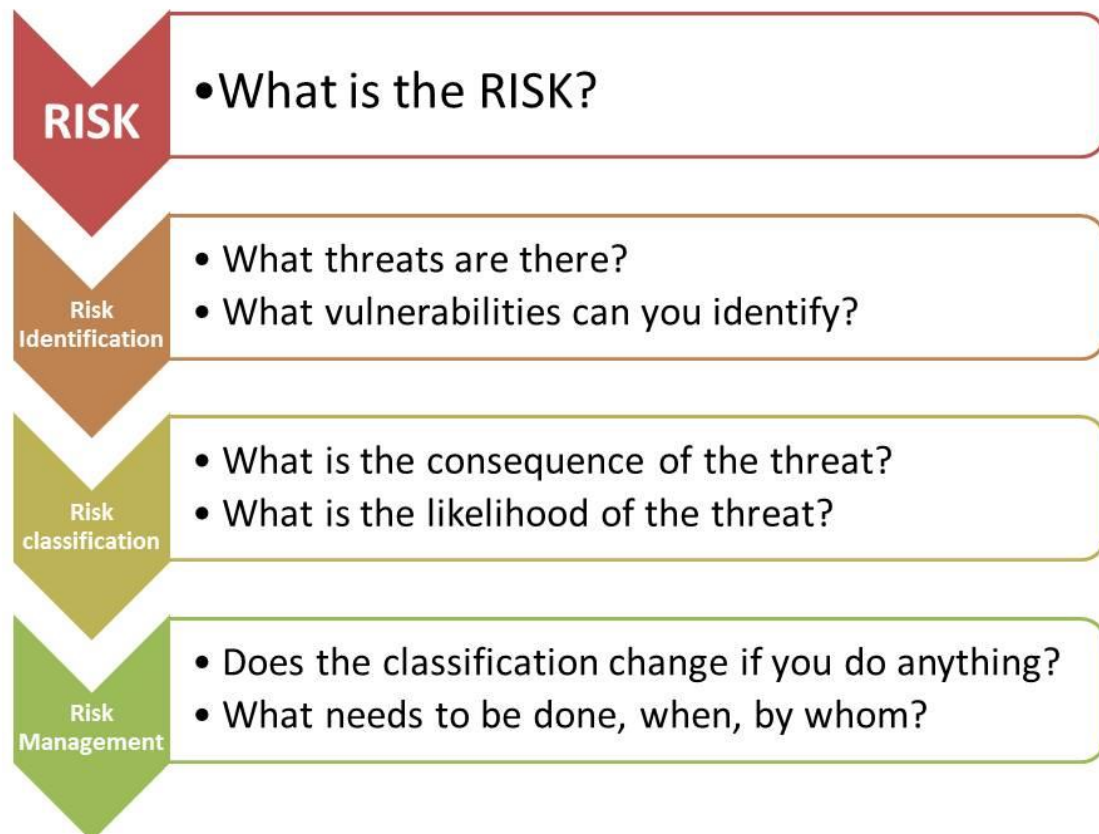 RISK
•What is the RISK?
Risk
Identification
• What threats are there?
• What vulnerabilities can you identify?
Risk
classification
• What is the consequence of the threat?
• What is the likelihood of the threat?
Risk
Management
• Does the classification change if you do anything?
• What needs to be done, when, by whom?